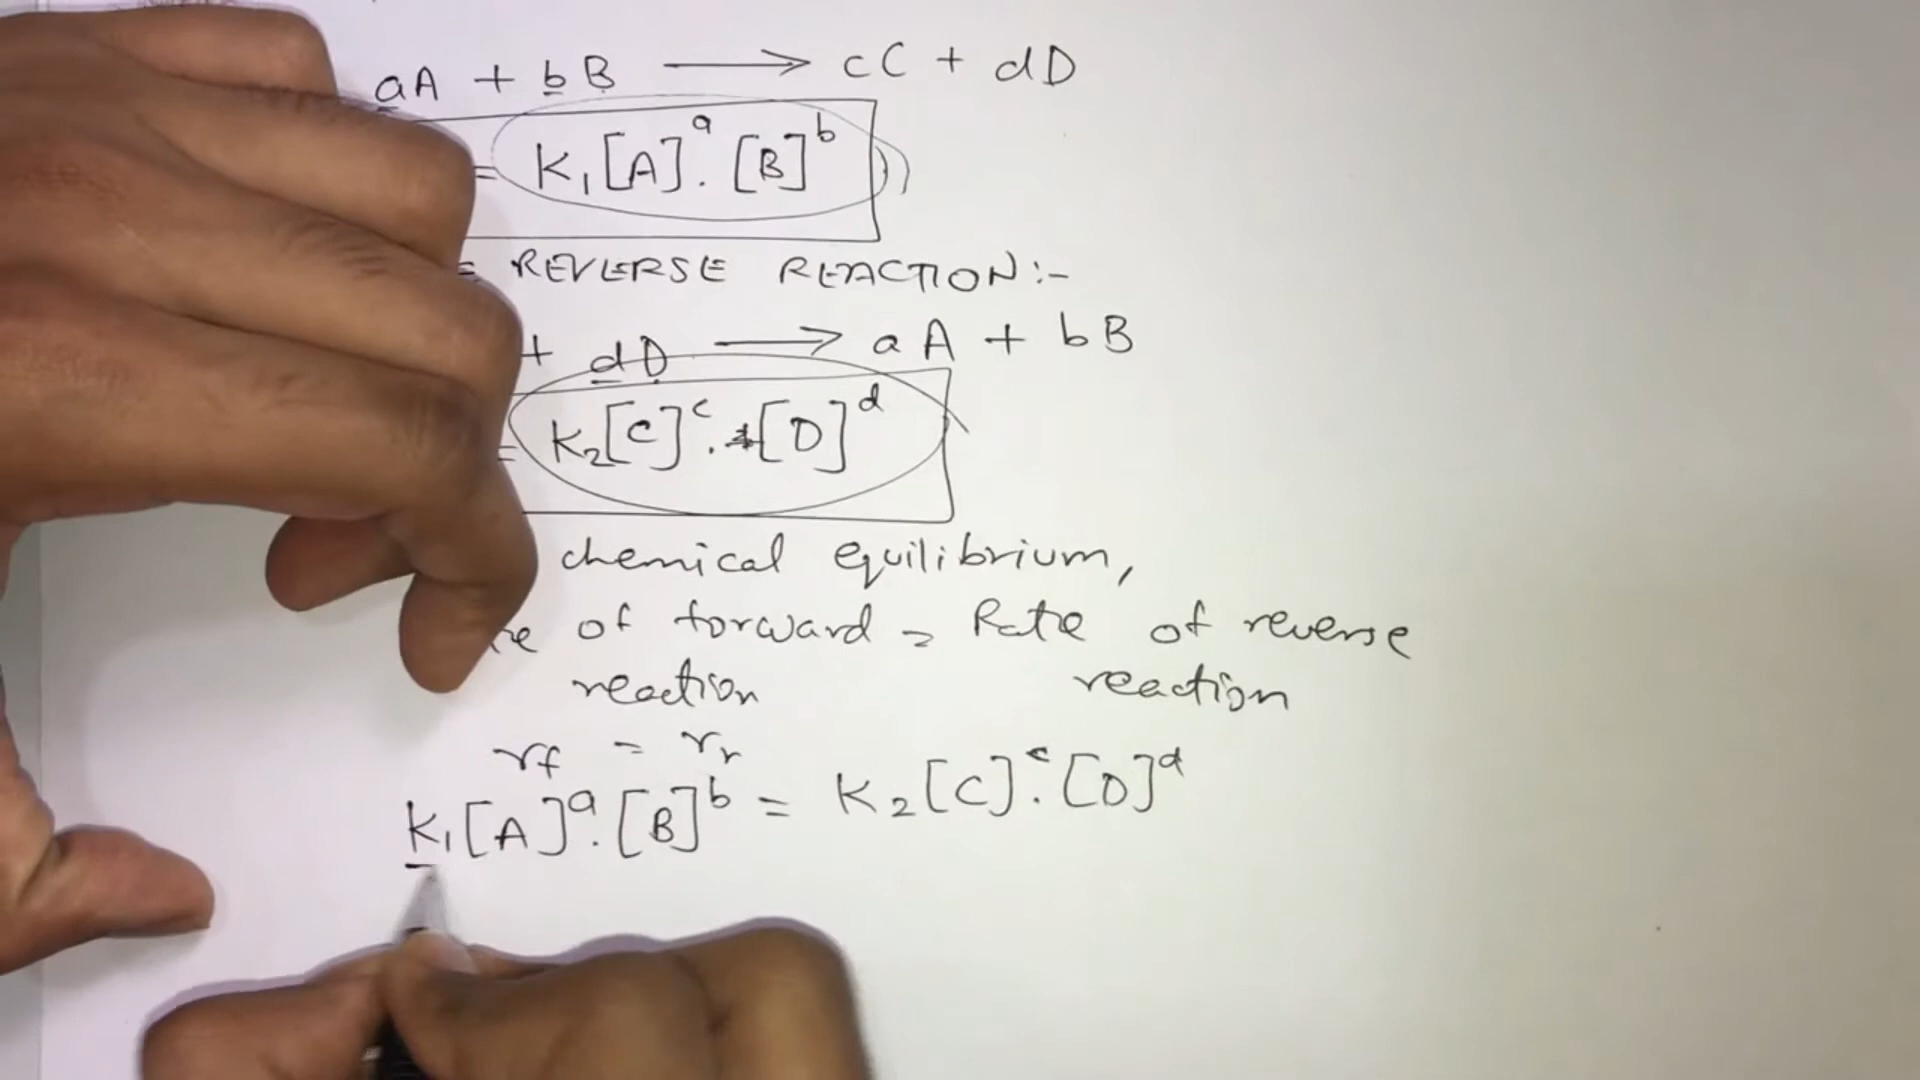 aA + bB → cC + dD
= K₁[A]ᵃ. [B]ᵇ
= REVERSE REACTION:-
+ dD → aA + bB
= K₂[C]ᶜ. [D]ᵈ
chemical equilibrium,
of forward = Rate of reverse
reaction reaction
rf = rr
K₁[A]ᵃ. [B]ᵇ = K₂[C]ᶜ. [D]ᵈ